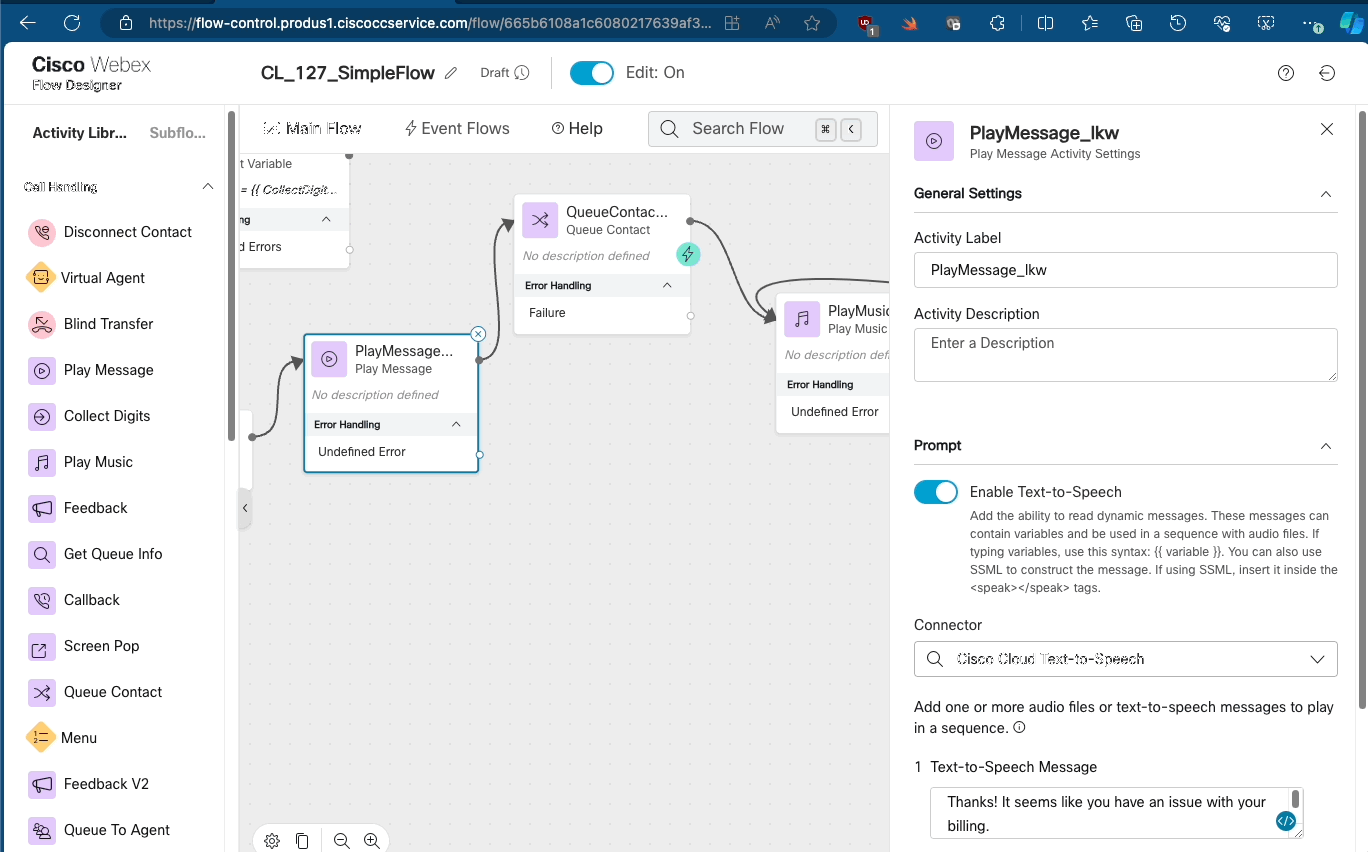 https://flow-control.produs1.ciscoccservice.com/flow/665b6108a1c6080217639af3...
1
Cisco Webex
Flow Designer
CL_127_SimpleFlow
Draft
Edit: On
Activity Libr...
Subflo...
Main Flow
Event Flows
Help
Search Flow
⌘
<
Call Handling
Disconnect Contact
Virtual Agent
Blind Transfer
Play Message
Collect Digits
Play Music
Feedback
Get Queue Info
Callback
Screen Pop
Queue Contact
Menu
Feedback V2
Queue To Agent
t Variable
= {{ CollectDigit...
ng
d Errors
PlayMessage...
Play Message
No description defined
Error Handling
Undefined Error
QueueContac...
Queue Contact
No description defined
Error Handling
Failure
PlayMusic
Play Music
No description def
Error Handling
Undefined Error
PlayMessage_lkw
Play Message Activity Settings
General Settings
Activity Label
PlayMessage_lkw
Activity Description
Enter a Description
Prompt
Enable Text-to-Speech
Add the ability to read dynamic messages. These messages can
contain variables and be used in a sequence with audio files. If
typing variables, use this syntax: {{ variable }}. You can also use
SSML to construct the message. If using SSML, insert it inside the
<speak></speak> tags.
Connector
Cisco Cloud Text-to-Speech
Add one or more audio files or text-to-speech messages to play
in a sequence.
1 Text-to-Speech Message
Thanks! It seems like you have an issue with your
billing.